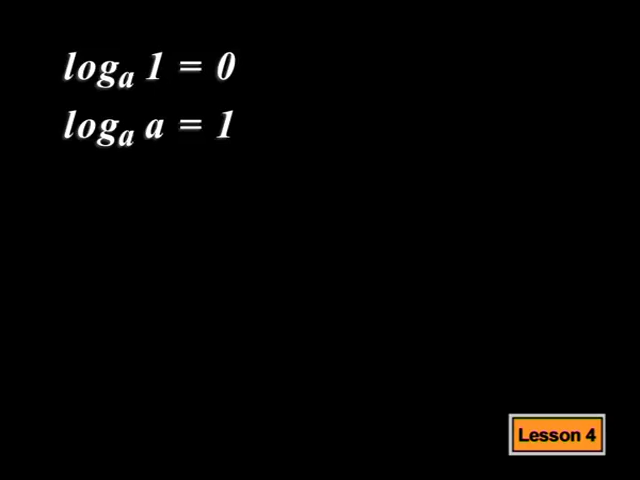 logₐ 1 = 0
logₐ a = 1
Lesson 4